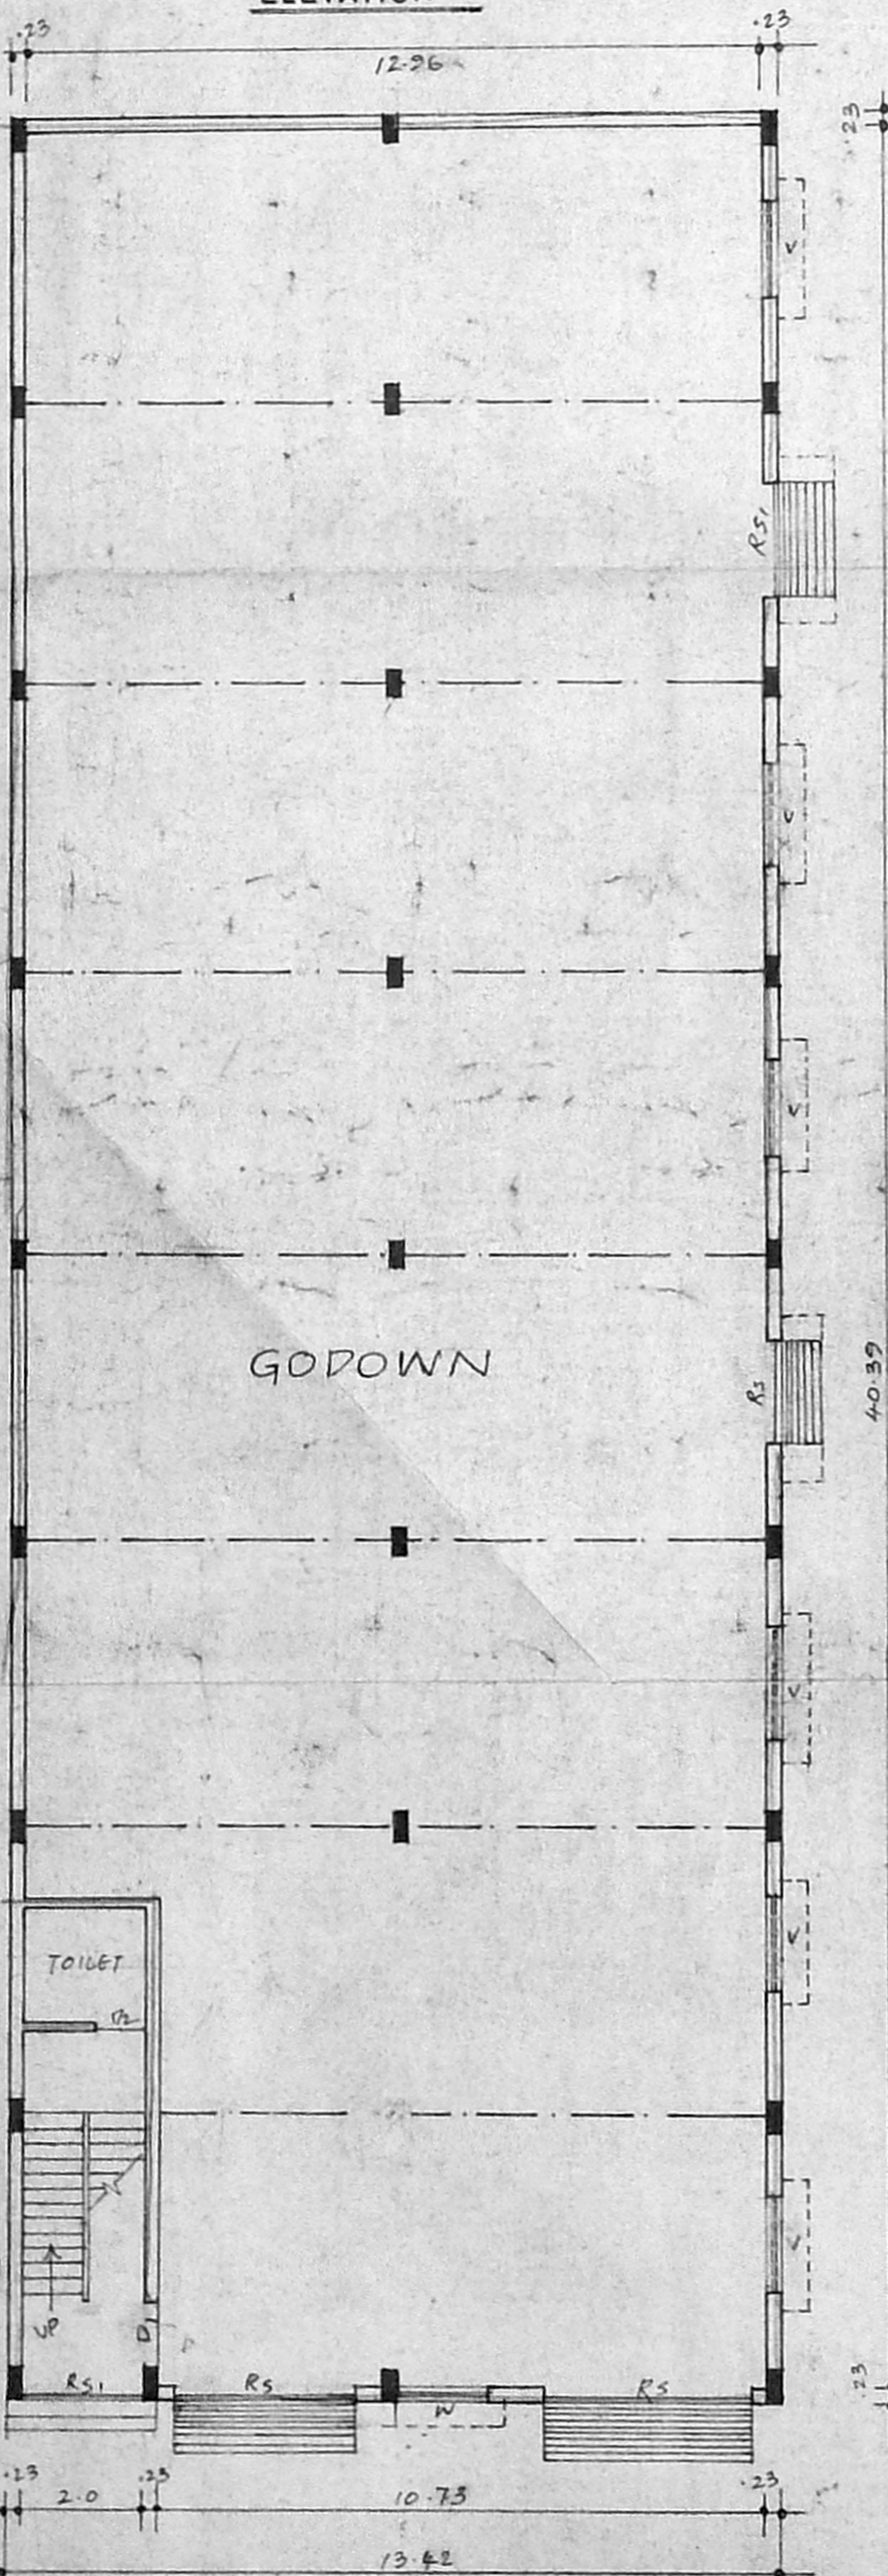 ELEVATION
.23
.23
12.96
.23
V
RS1
V
V
GODOWN
RS
40.39
V
TOILET
V
D2
V
UP
D1
.23
RS1
RS
W
RS
.23
.23
.23
2.0
10.73
13.42